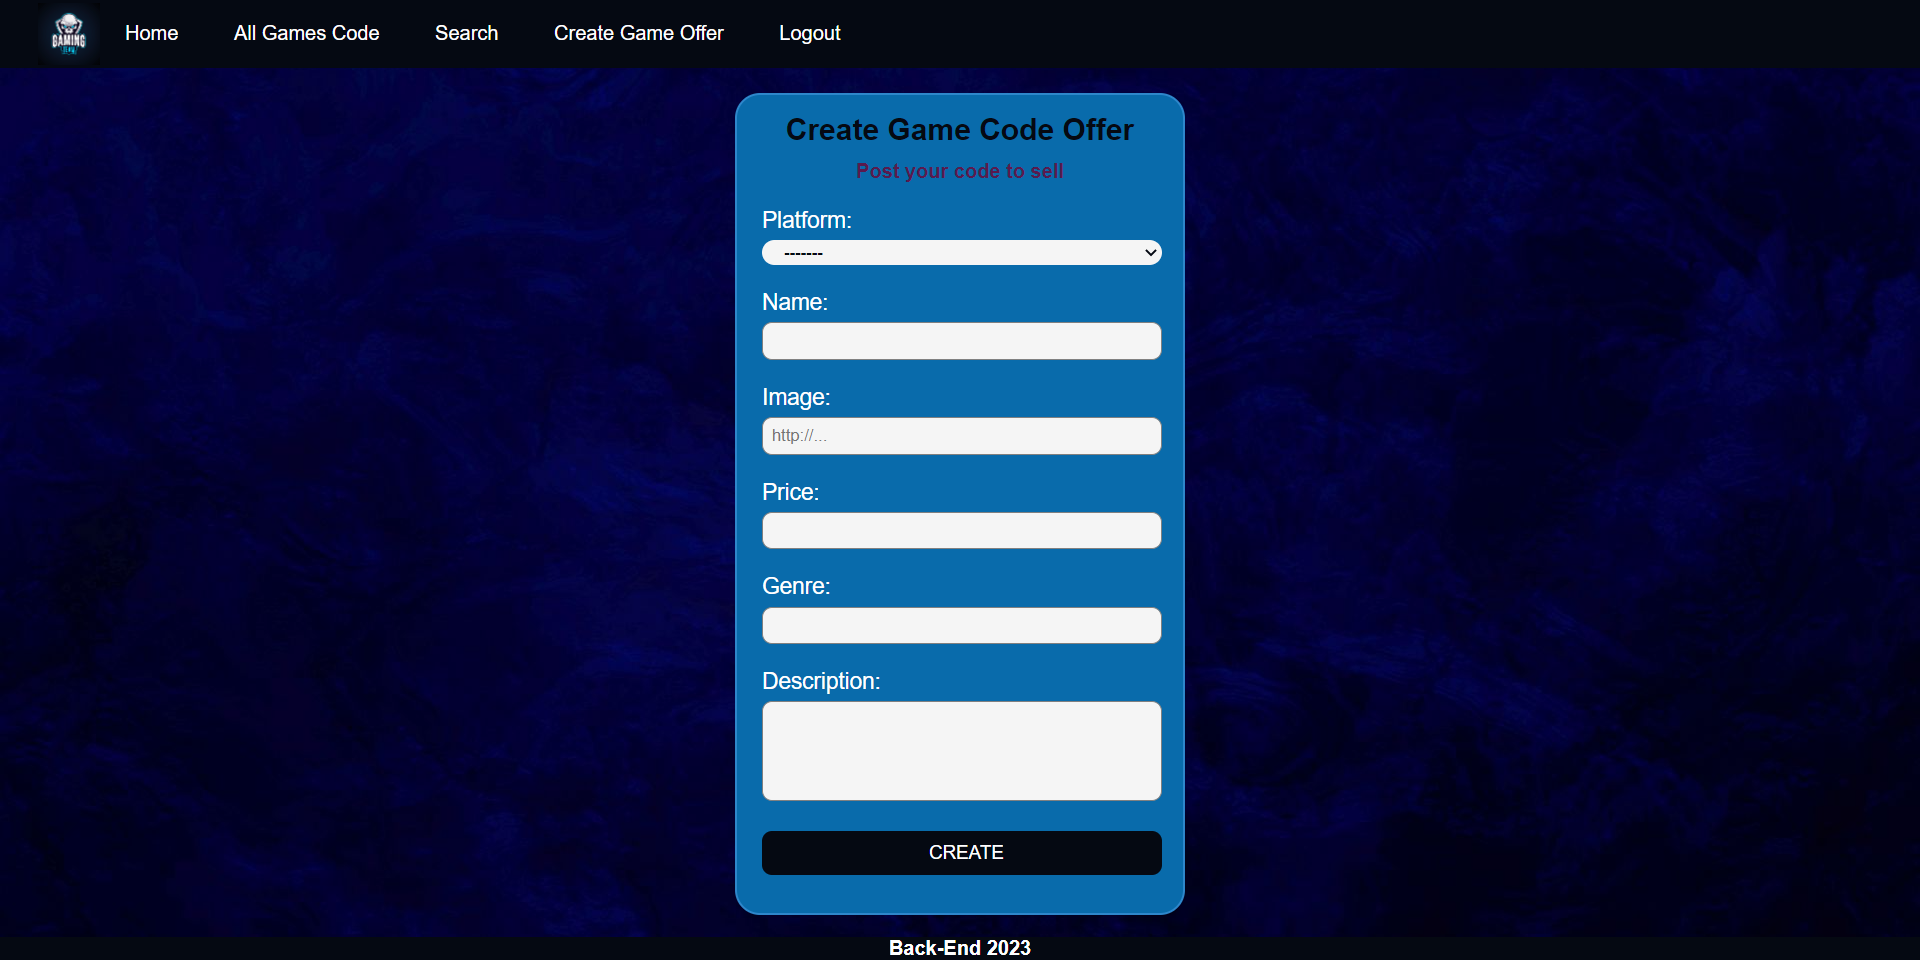 GAMING
Home
All Games Code
Search
Create Game Offer
Logout
Create Game Code Offer
Post your code to sell
Platform:
-------
Name:
Image:
http://...
Price:
Genre:
Description:
CREATE
Back-End 2023